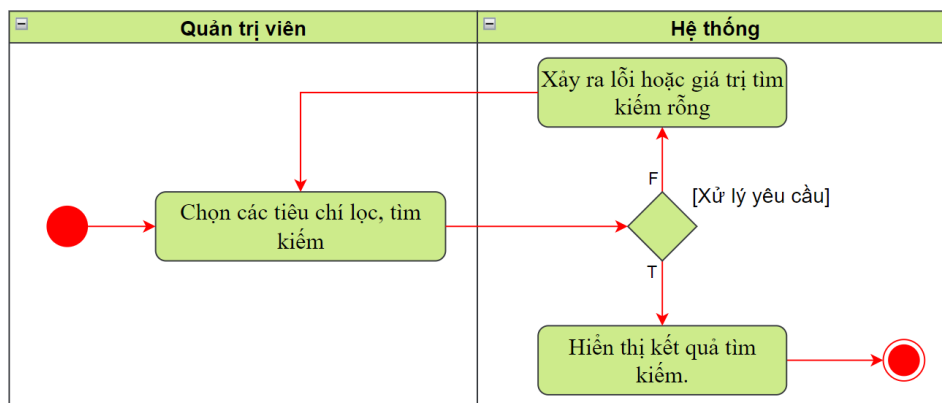 Quản trị viên
Hệ thống
Xảy ra lỗi hoặc giá trị tìm
kiếm rỗng
F
[Xử lý yêu cầu]
Chọn các tiêu chí lọc, tìm
kiếm
T
Hiển thị kết quả tìm
kiếm.